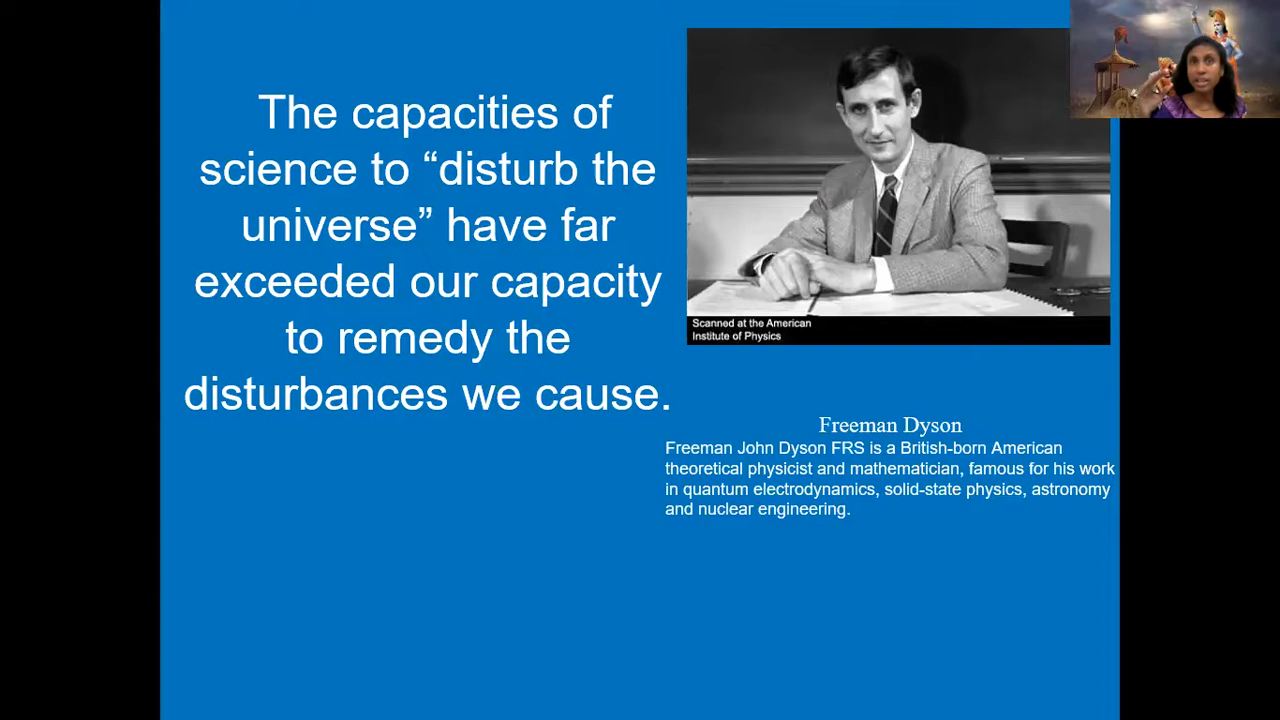 The capacities of
science to “disturb the
universe” have far
exceeded our capacity
to remedy the
disturbances we cause.
Scanned at the American
Institute of Physics
Freeman Dyson
Freeman John Dyson FRS is a British-born American
theoretical physicist and mathematician, famous for his work
in quantum electrodynamics, solid-state physics, astronomy
and nuclear engineering.